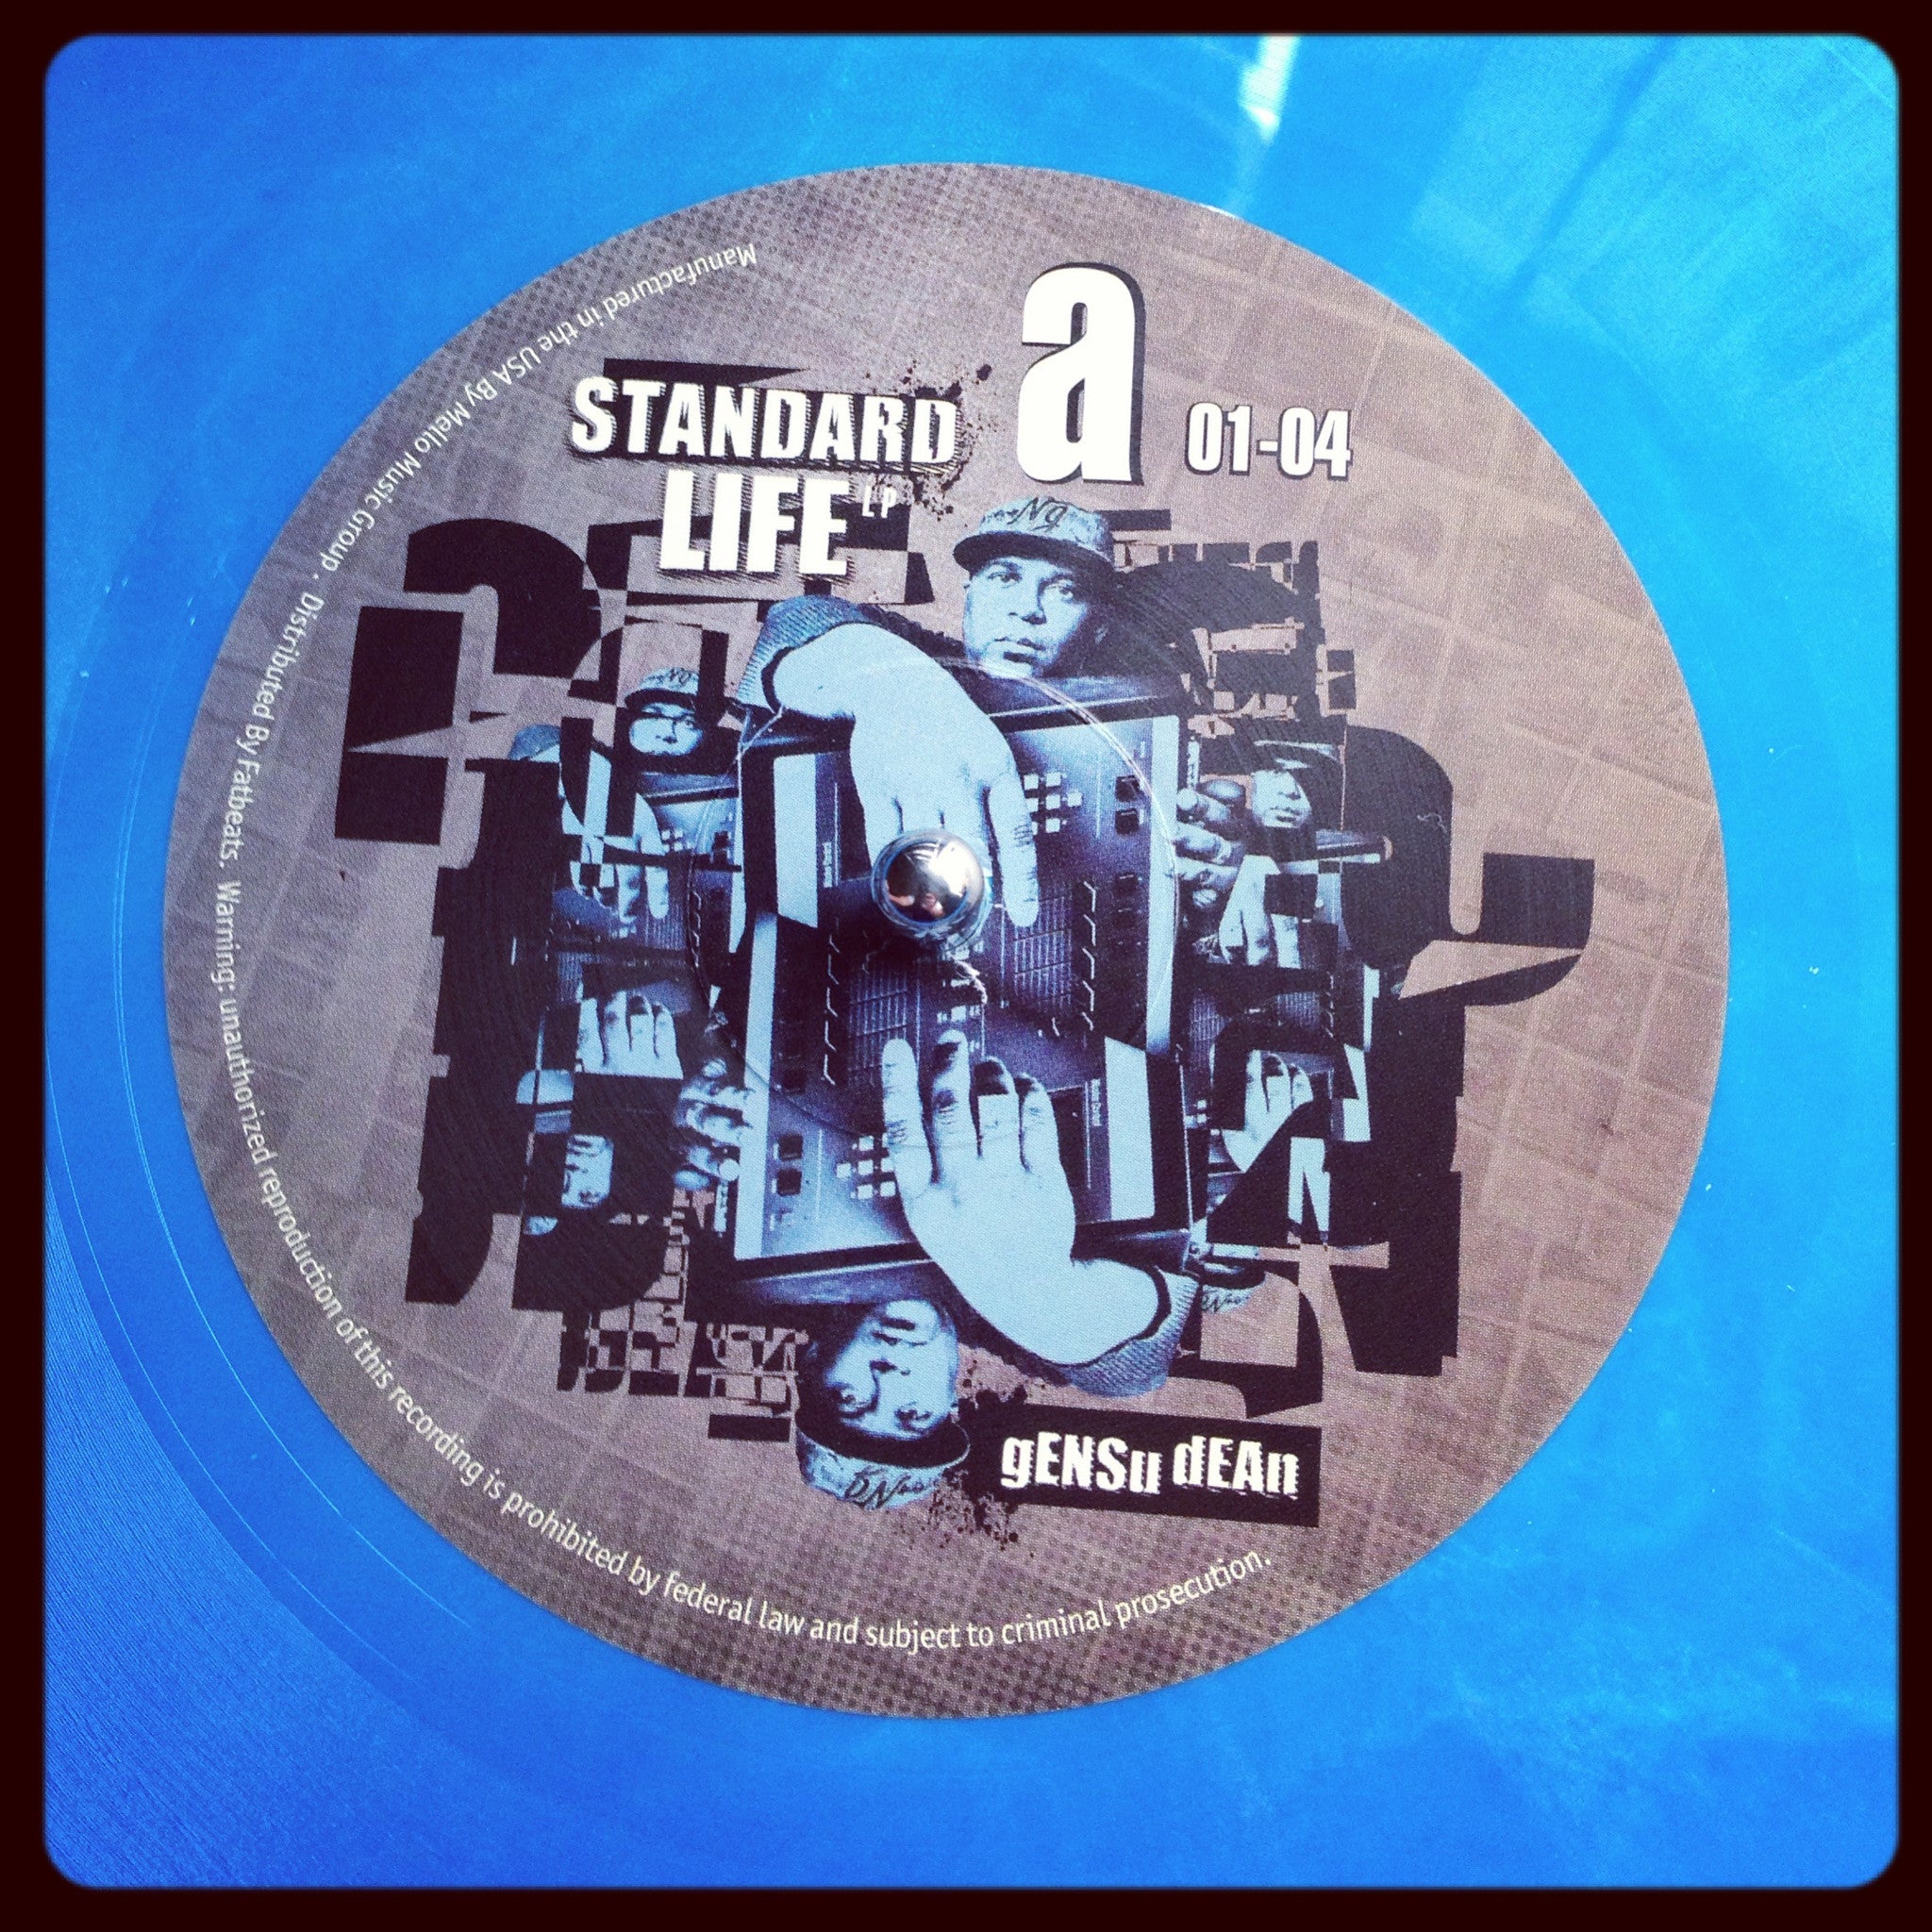 a
01-04
STANDARD
LIFE LP
gENSu dEAn
Manufactured in the USA By Mello Music Group . Distributed By Fatbeats. Warning: unauthorized reproduction of this recording is prohibited by federal law and subject to criminal prosecution.